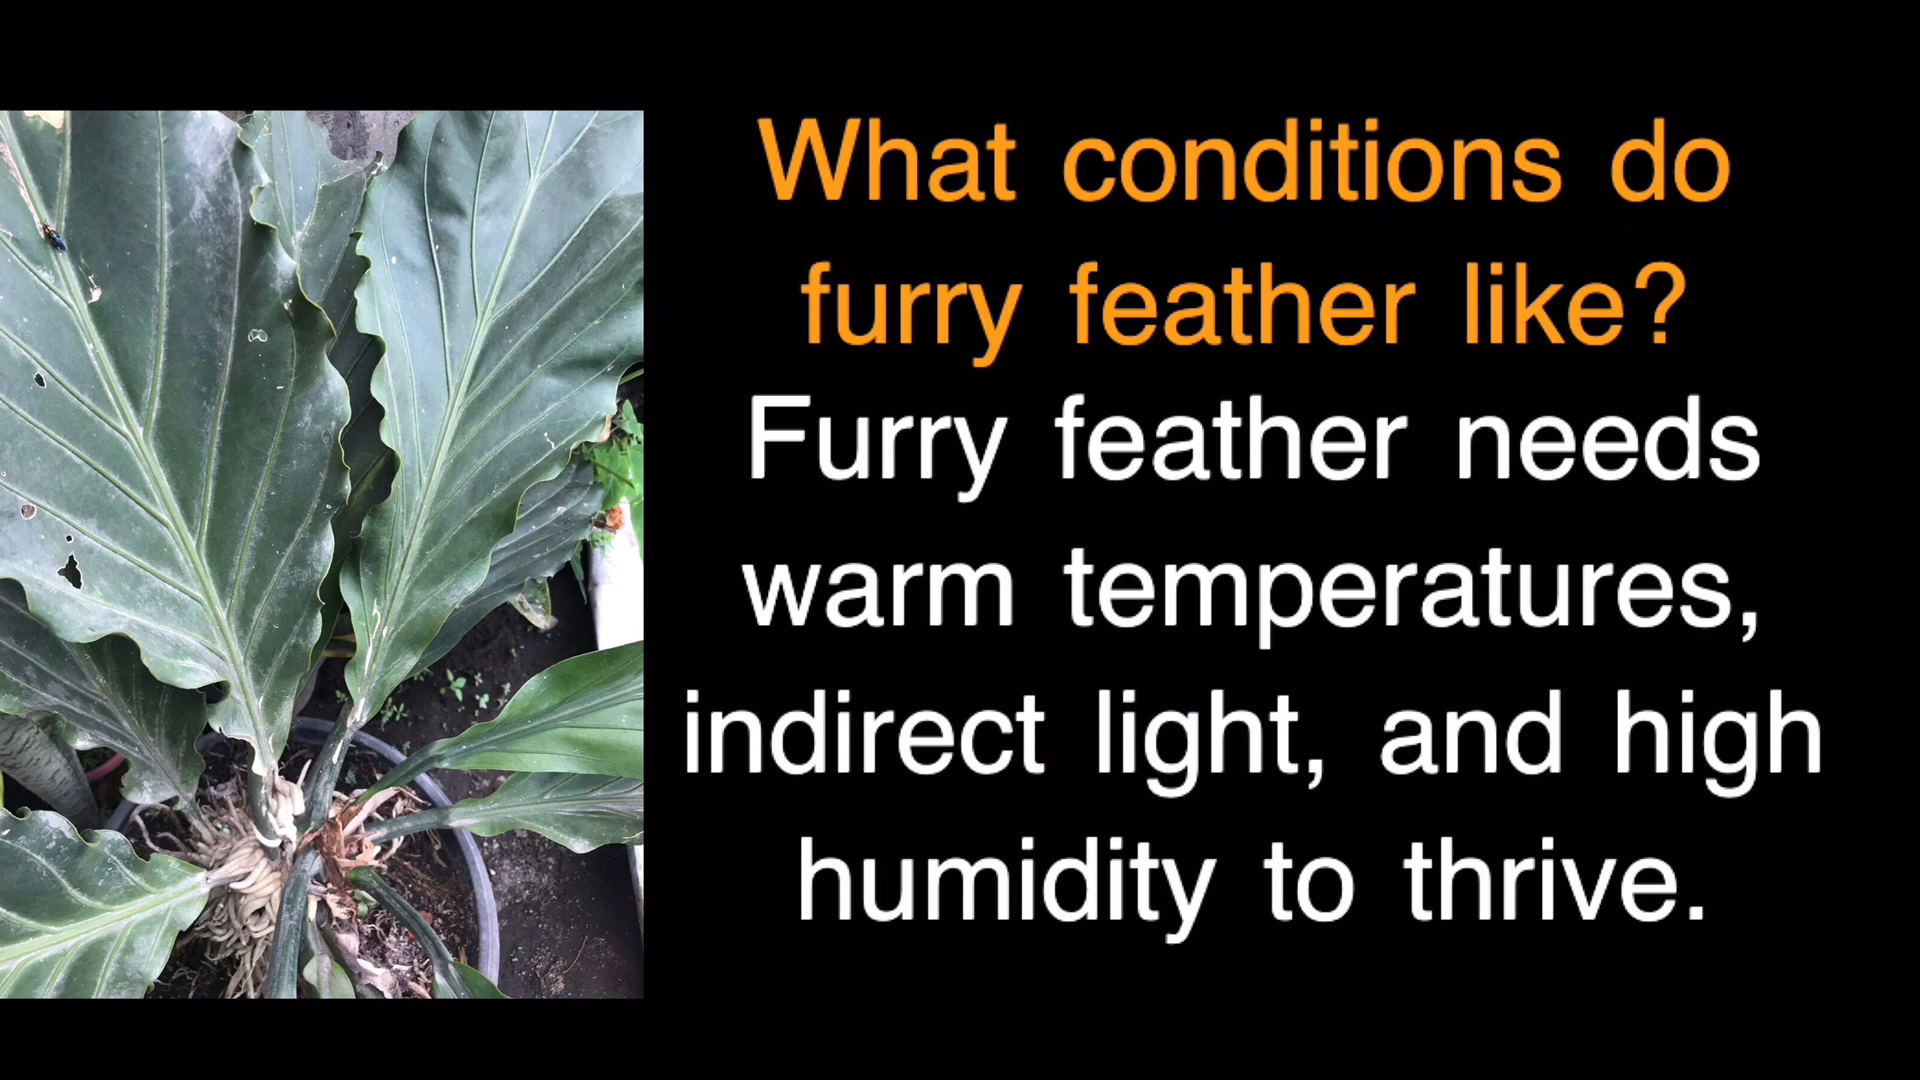 What conditions do
furry feather like?
Furry feather needs
warm temperatures,
indirect light, and high
humidity to thrive.